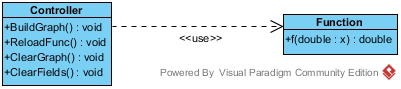 Controller
+BuildGraph() : void
+ReloadFunc() : void
+ClearGraph() : void
+ClearFields() : void
<<use>>
Function
+f(double : x) : double
Powered By Visual Paradigm Community Edition